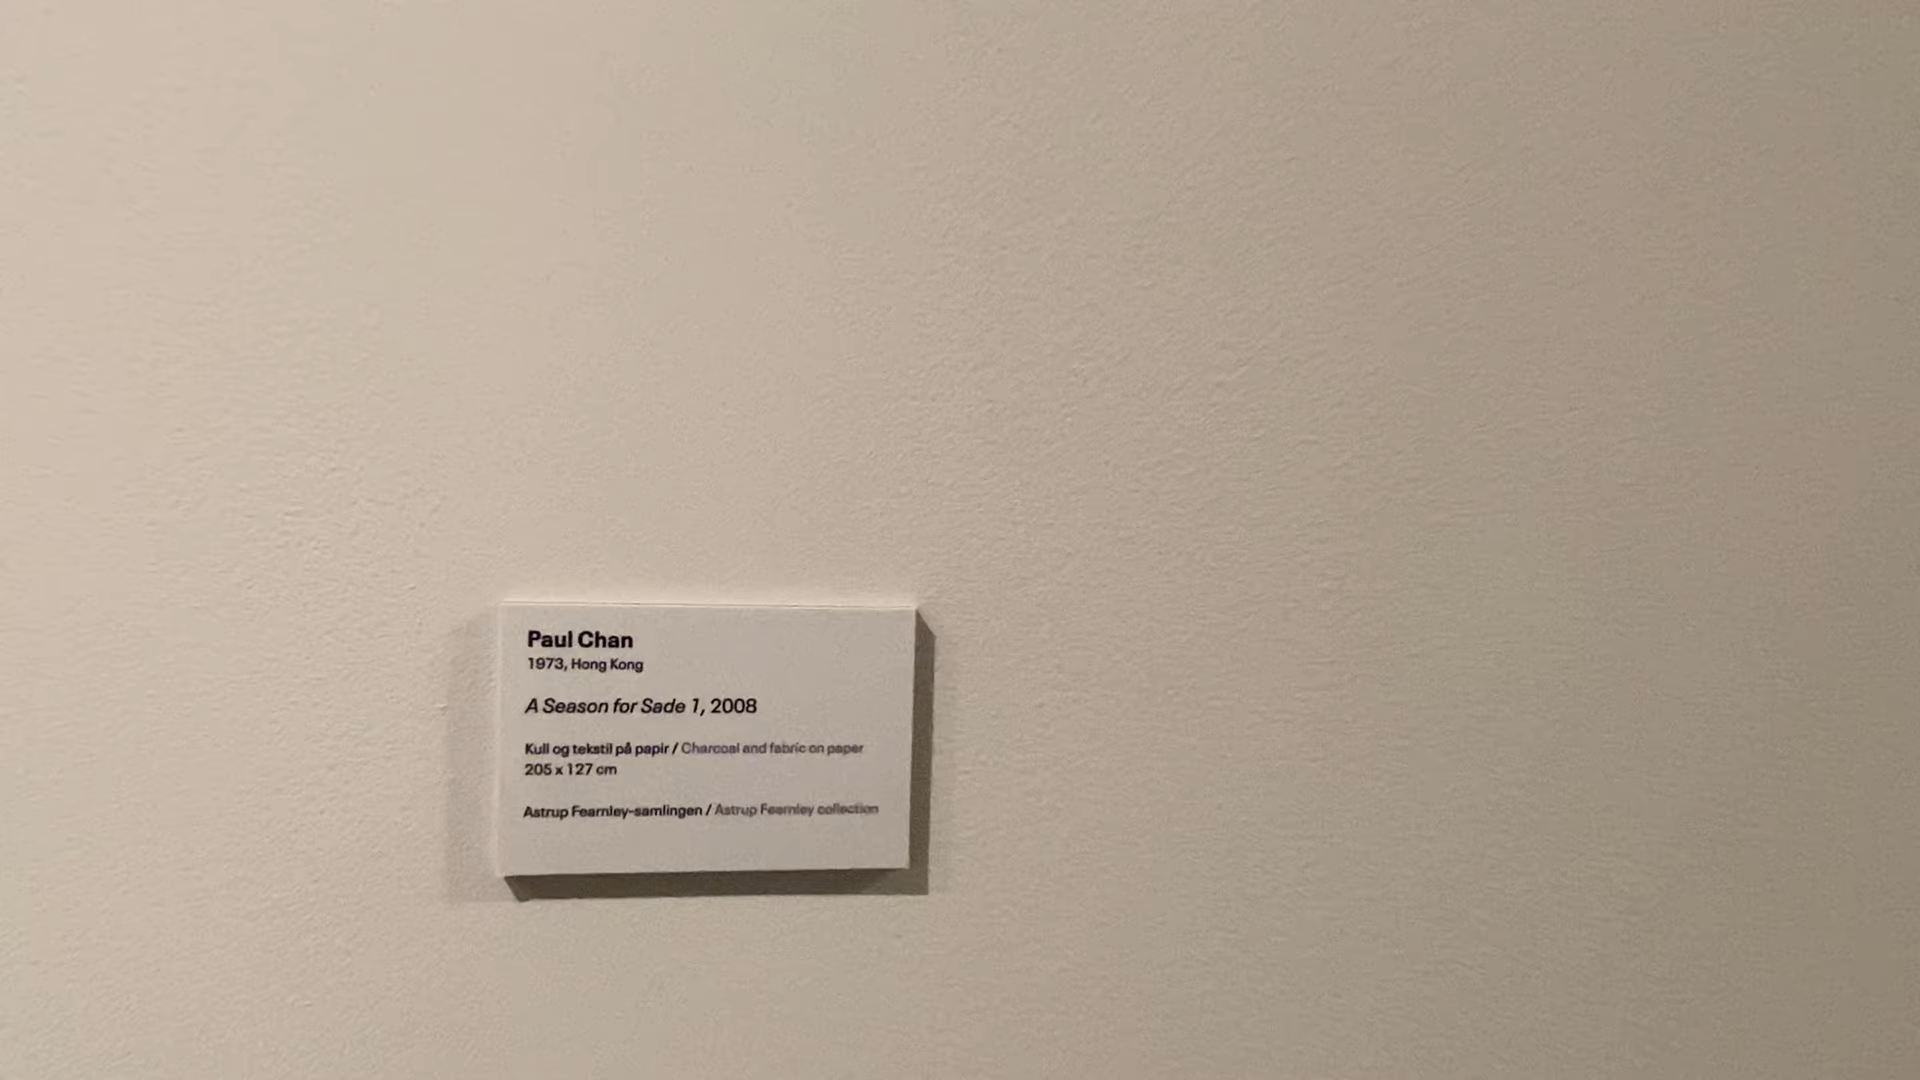 Paul Chan
1973, Hong Kong
A Season for Sade 1, 2008
Kull og tekstil på papir / Charcoal and fabric on paper
205 x 127 cm
Astrup Fearnley-samlingen / Astrup Fearnley collection